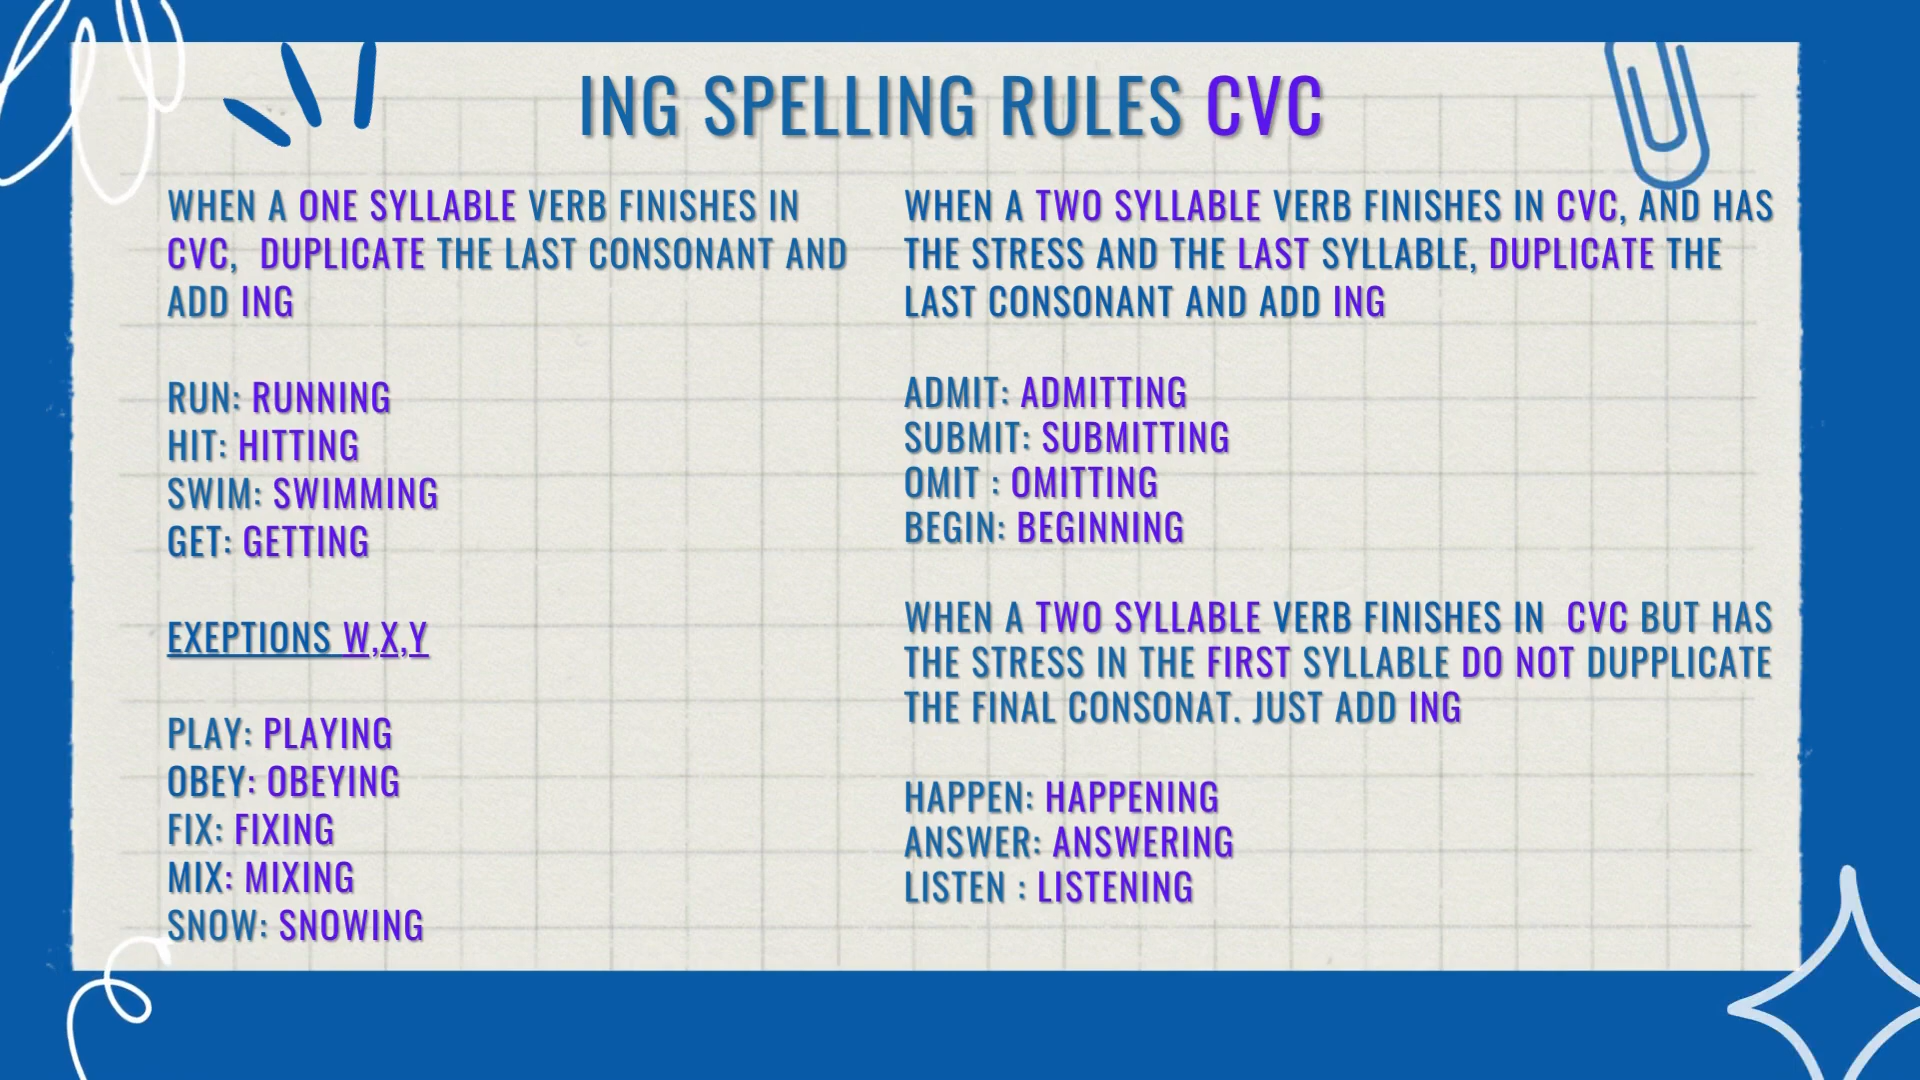 ING SPELLING RULES CVC
WHEN A ONE SYLLABLE VERB FINISHES IN
CVC, DUPLICATE THE LAST CONSONANT AND
ADD ING
RUN: RUNNING
HIT: HITTING
SWIM: SWIMMING
GET: GETTING
EXEPTIONS W,X,Y
PLAY: PLAYING
OBEY: OBEYING
FIX: FIXING
MIX: MIXING
SNOW: SNOWING
WHEN A TWO SYLLABLE VERB FINISHES IN CVC, AND HAS
THE STRESS AND THE LAST SYLLABLE, DUPLICATE THE
LAST CONSONANT AND ADD ING
ADMIT: ADMITTING
SUBMIT: SUBMITTING
OMIT : OMITTING
BEGIN: BEGINNING
WHEN A TWO SYLLABLE VERB FINISHES IN CVC BUT HAS
THE STRESS IN THE FIRST SYLLABLE DO NOT DUPPLICATE
THE FINAL CONSONAT. JUST ADD ING
HAPPEN: HAPPENING
ANSWER: ANSWERING
LISTEN : LISTENING